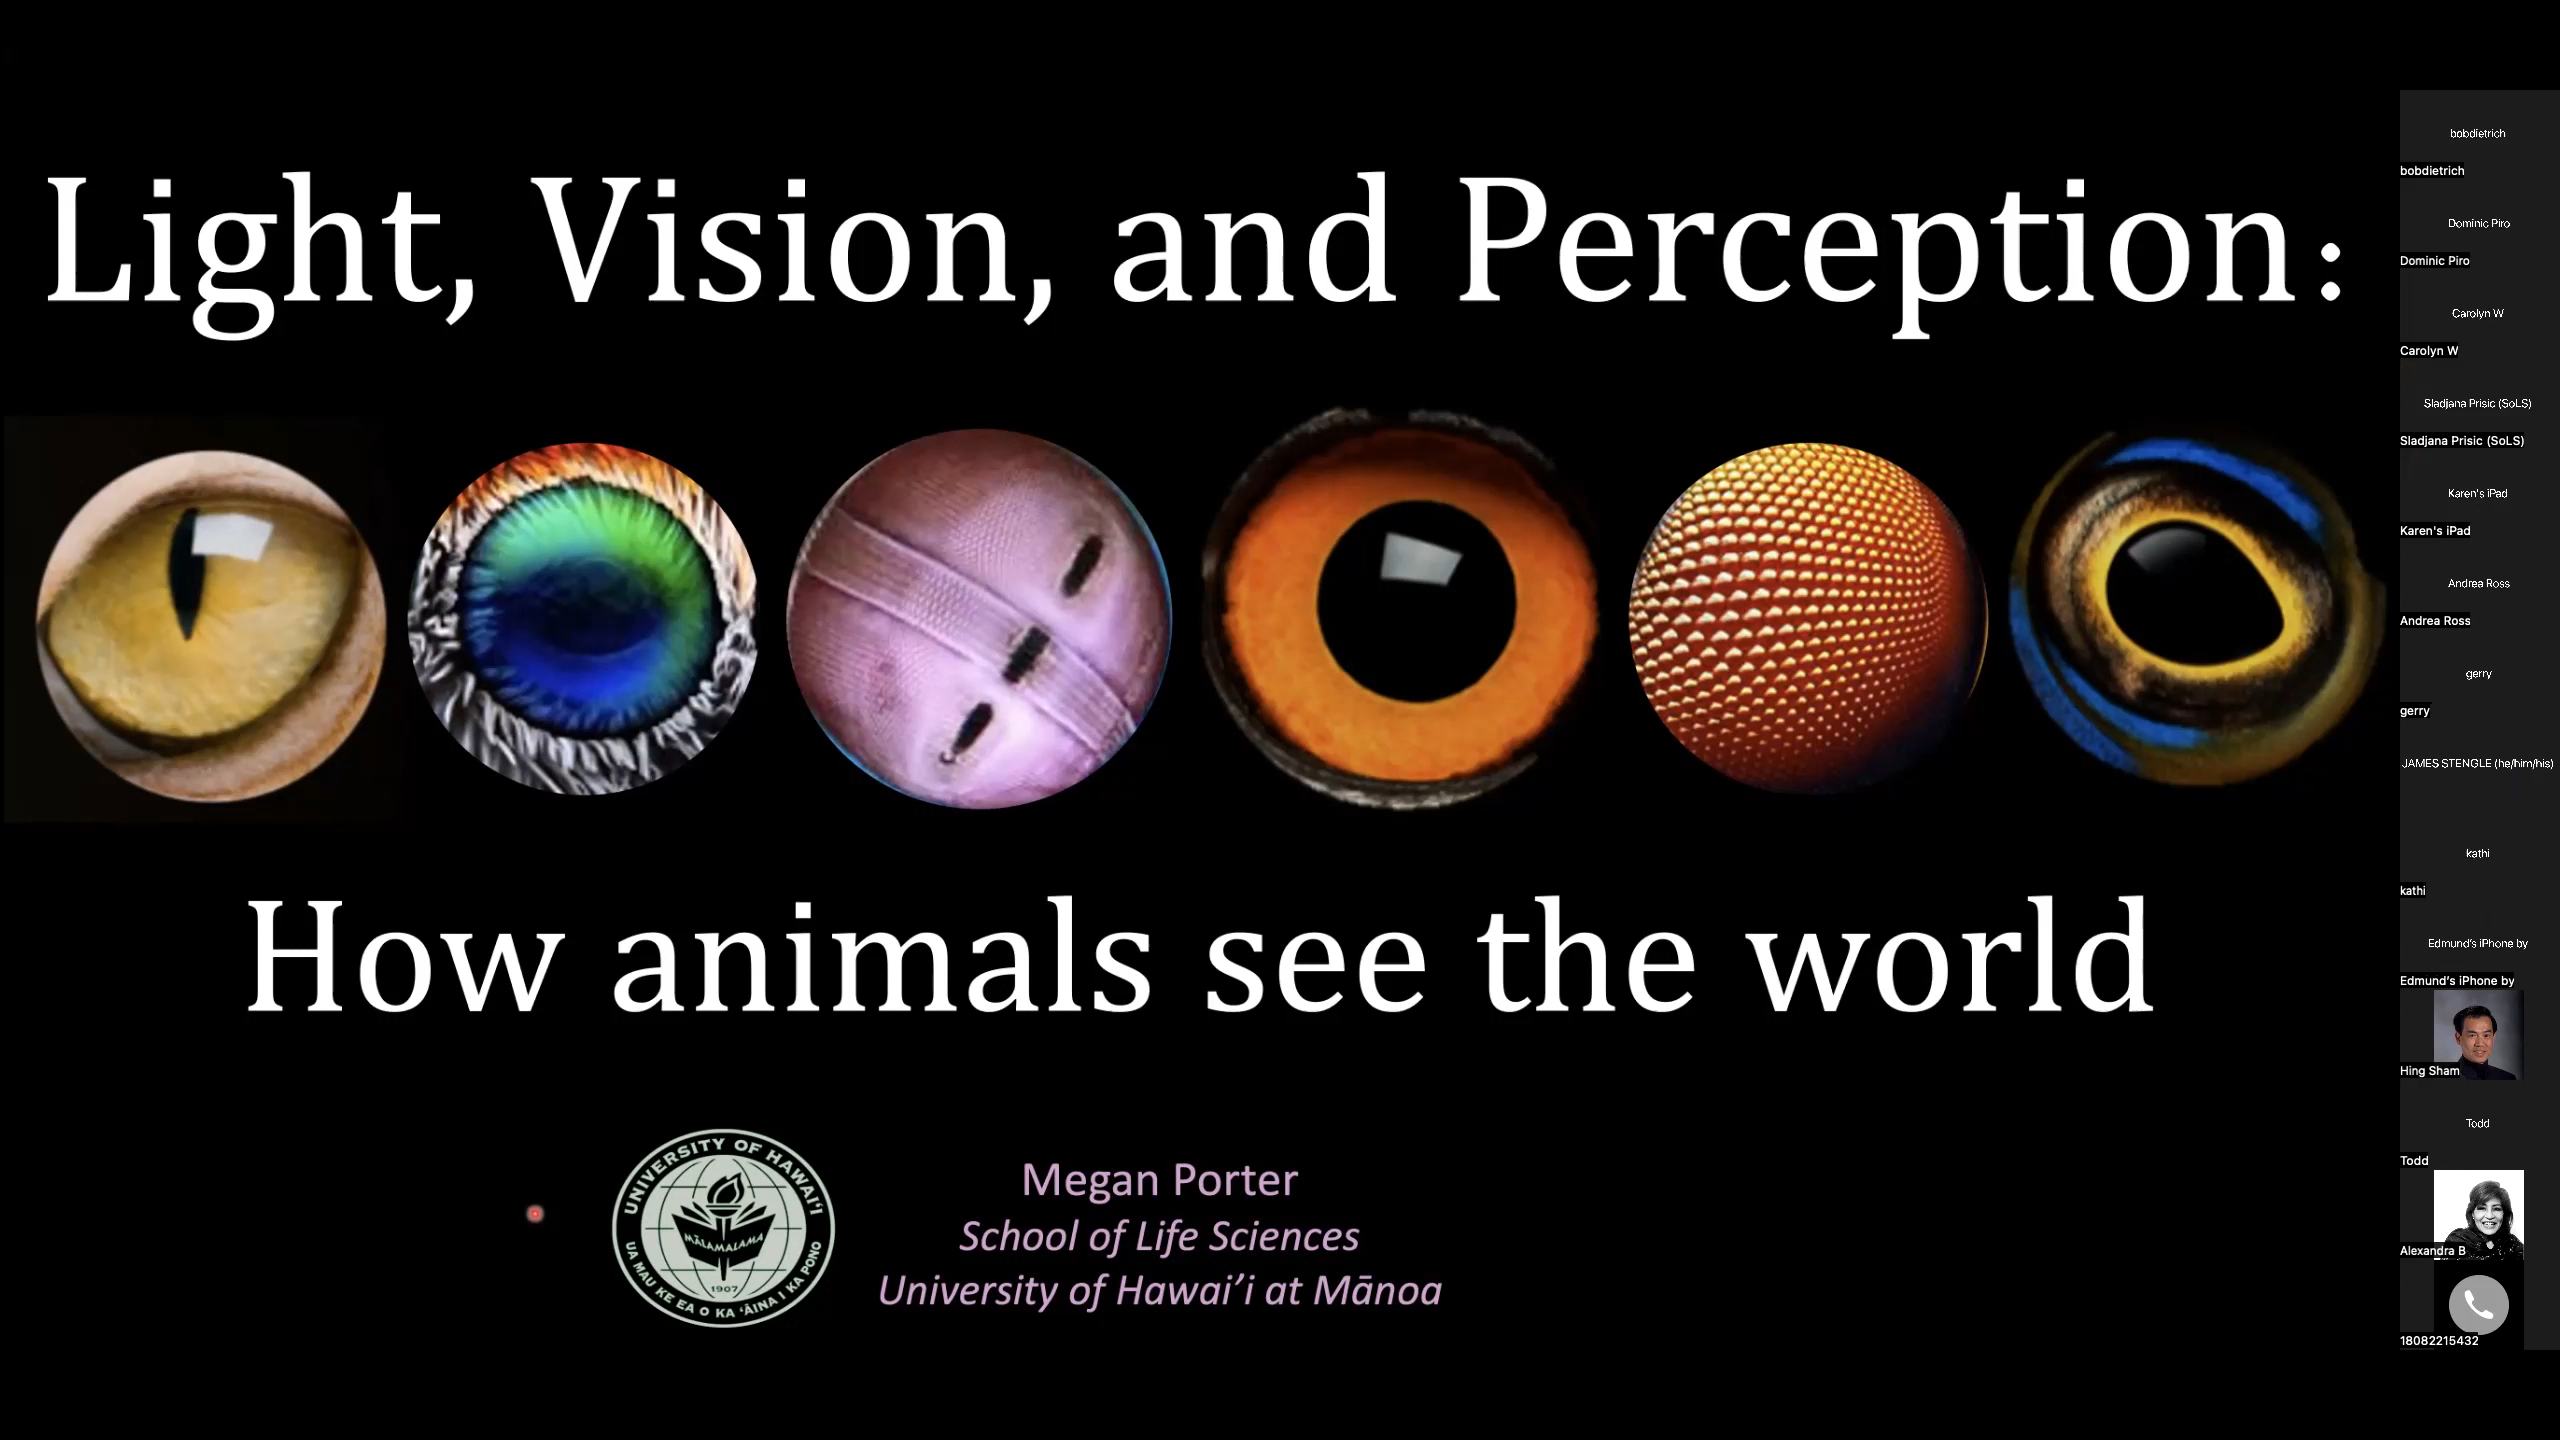 Light, Vision, and Perception:
How animals see the world
UNIVERSITY OF HAWAIʻI
MĀLAMALAMA
1907
UA MAU KE EA O KA ʻĀINA I KA PONO
Megan Porter
School of Life Sciences
University of Hawai’i at Mānoa
bobdietrich
bobdietrich
Dominic Piro
Dominic Piro
Carolyn W
Carolyn W
Sladjana Prisic (SoLS)
Sladjana Prisic (SoLS)
Karen's iPad
Karen's iPad
Andrea Ross
Andrea Ross
gerry
gerry
JAMES STENGLE (he/him/his)
kathi
kathi
Edmund’s iPhone by
Edmund’s iPhone by
Hing Sham
Todd
Todd
Alexandra B
18082215432